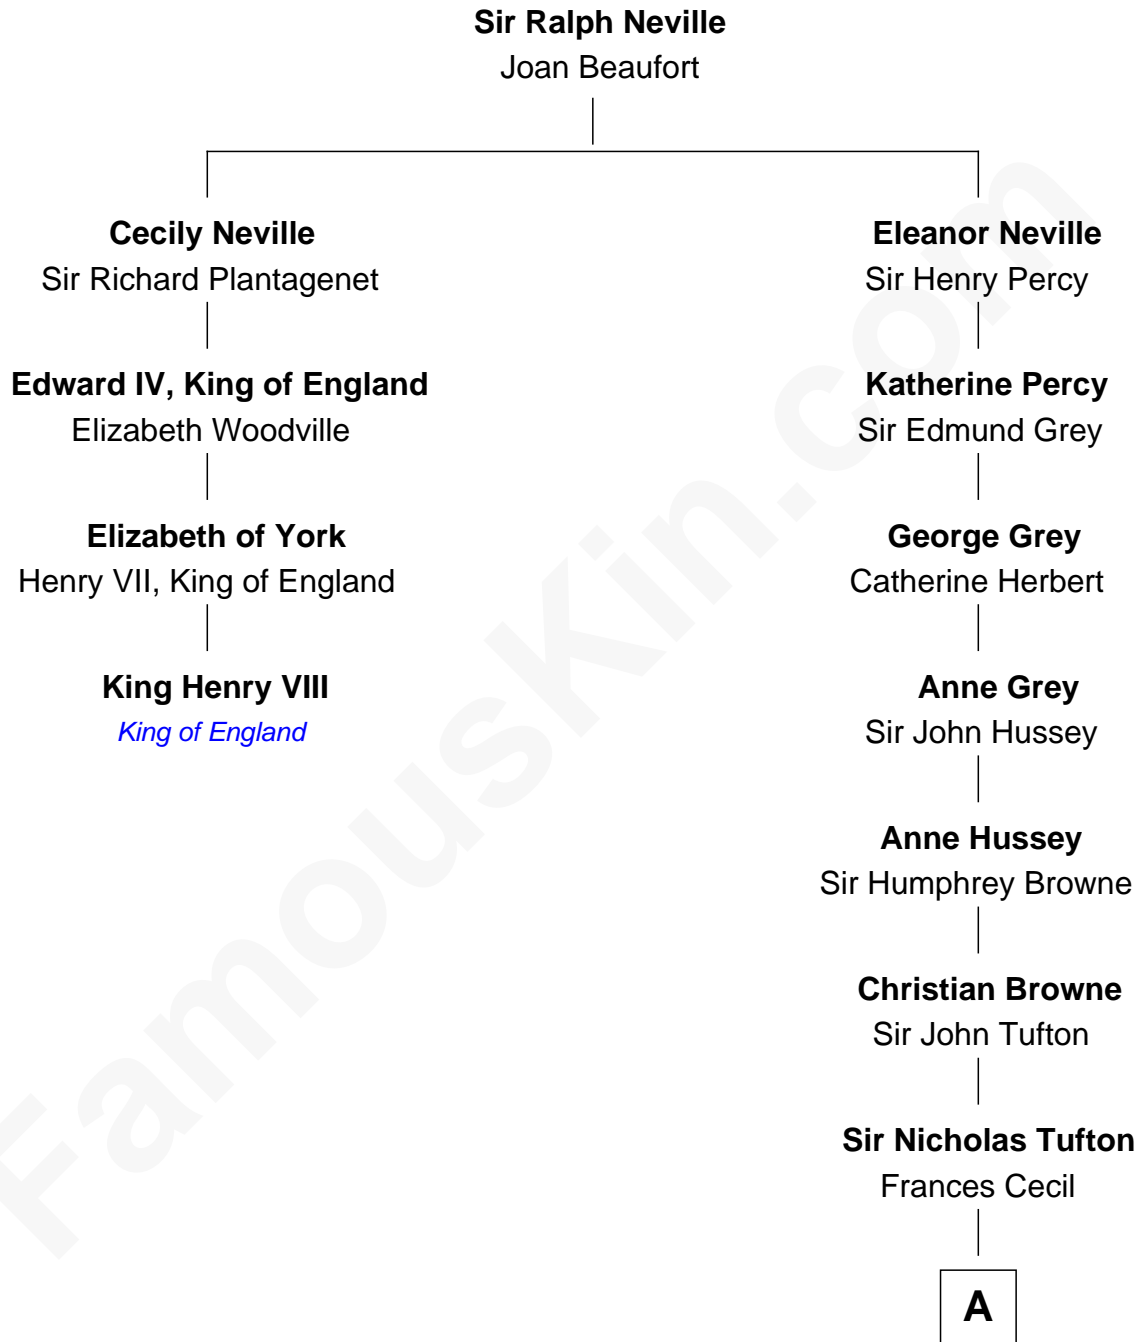 Sir Ralph Neville
Joan Beaufort
Cecily Neville
Sir Richard Plantagenet
Edward IV, King of England
Elizabeth Woodville
Elizabeth of York
Henry VII, King of England
King Henry VIII
King of England
Eleanor Neville
Sir Henry Percy
Katherine Percy
Sir Edmund Grey
George Grey
Catherine Herbert
Anne Grey
Sir John Hussey
Anne Hussey
Sir Humphrey Browne
Christian Browne
Sir John Tufton
Sir Nicholas Tufton
Frances Cecil
A
FamousKin.com